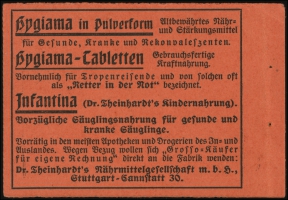 Hygiama in Pulverform Altbewährtes Nähr-
und Stärkungsmittel
für Gesunde, Kranke und Rekonvaleszenten.
Hygiama-Tabletten Gebrauchsfertige
Kraftnahrung.
Vornehmlich für Tropenreisende und von solchen oft
als „Retter in der Not" bezeichnet.
Infantina (Dr. Theinhardt's Kindernahrung).
Vorzügliche Säuglingsnahrung für gesunde und
kranke Säuglinge.
Vorrätig in den meisten Apotheken und Drogerien des In- und
Auslandes. Wegen Bezug wollen sich „Grosso-Käufer
für eigene Rechnung" direkt an die Fabrik wenden:
Dr. Theinhardt's Nährmittelgesellschaft m. b. H.,
Stuttgart-Cannstatt 30.